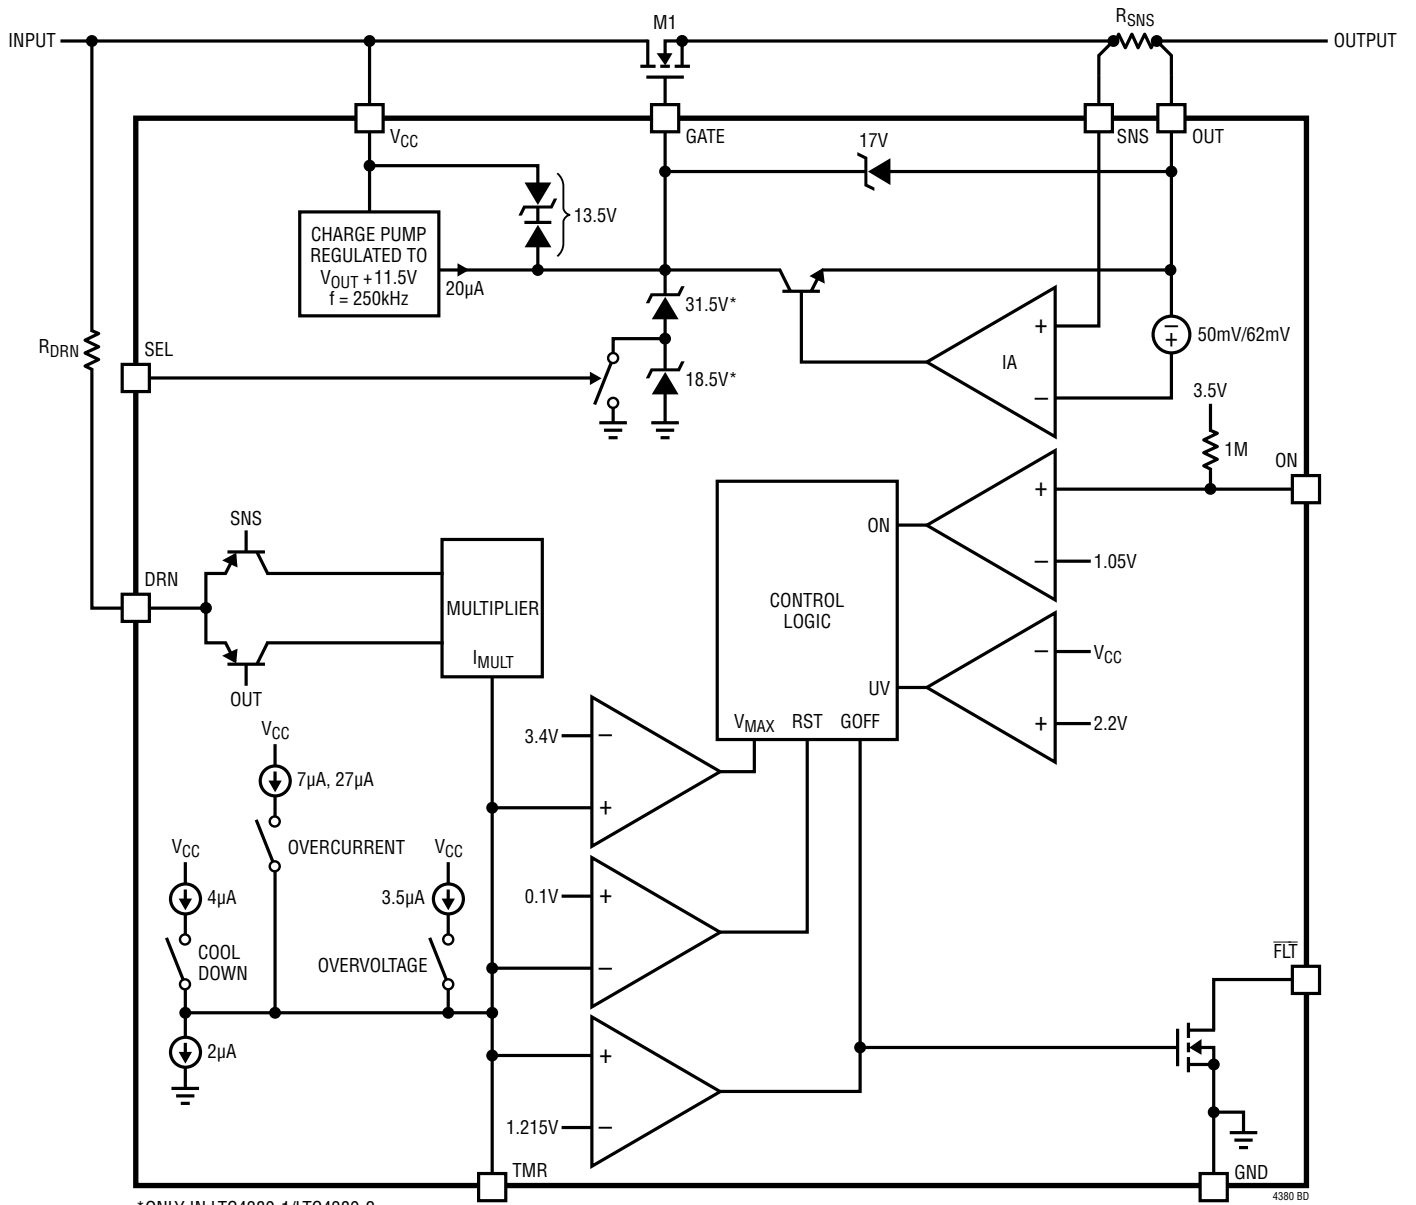 INPUT
M1
RSNS
OUTPUT
VCC
GATE
SNS
OUT
17V
13.5V
CHARGE PUMP
REGULATED TO
VOUT +11.5V
f = 250kHz
20µA
31.5V*
18.5V*
RDRN
SEL
+
IA
–
–
+
50mV/62mV
3.5V
1M
ON
+
–
1.05V
ON
CONTROL
LOGIC
UV
VMAX RST GOFF
–
VCC
+
2.2V
SNS
DRN
OUT
MULTIPLIER
IMULT
VCC
7µA, 27µA
OVERCURRENT
VCC
4µA
COOL
DOWN
VCC
3.5µA
OVERVOLTAGE
2µA
3.4V
–
+
0.1V
+
–
+
1.215V
–
FLT
TMR
GND
4380 BD